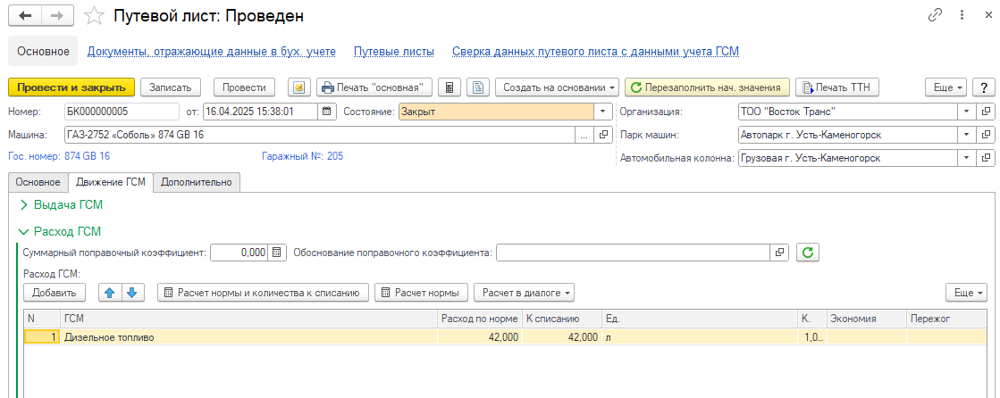 Путевой лист: Проведен
Основное Документы, отражающие данные в бух. учете Путевые листы Сверка данных путевого листа с данными учета ГСМ
Провести и закрыть Записать Провести Печать "основная" Создать на основании Перезаполнить нач. значения Печать ТТН Еще ?
Номер: БК000000005 от: 16.04.2025 15:38:01 Состояние: Закрыт Организация: ТОО "Восток Транс"
Машина: ГАЗ-2752 «Соболь» 874 GB 16 ... Парк машин: Автопарк г. Усть-Каменогорск
Гос. номер: 874 GB 16 Гаражный №: 205 Автомобильная колонна: Грузовая г. Усть-Каменогорск
Основное Движение ГСМ Дополнительно
Выдача ГСМ
Расход ГСМ
Суммарный поправочный коэффициент: 0,000 Обоснование поправочного коэффициента:
Расход ГСМ:
Добавить Расчет нормы и количества к списанию Расчет нормы Расчет в диалоге Еще
N ГСМ Расход по норме К списанию Ед. К. Экономия Пережог
1 Дизельное топливо 42,000 42,000 л 1,0...